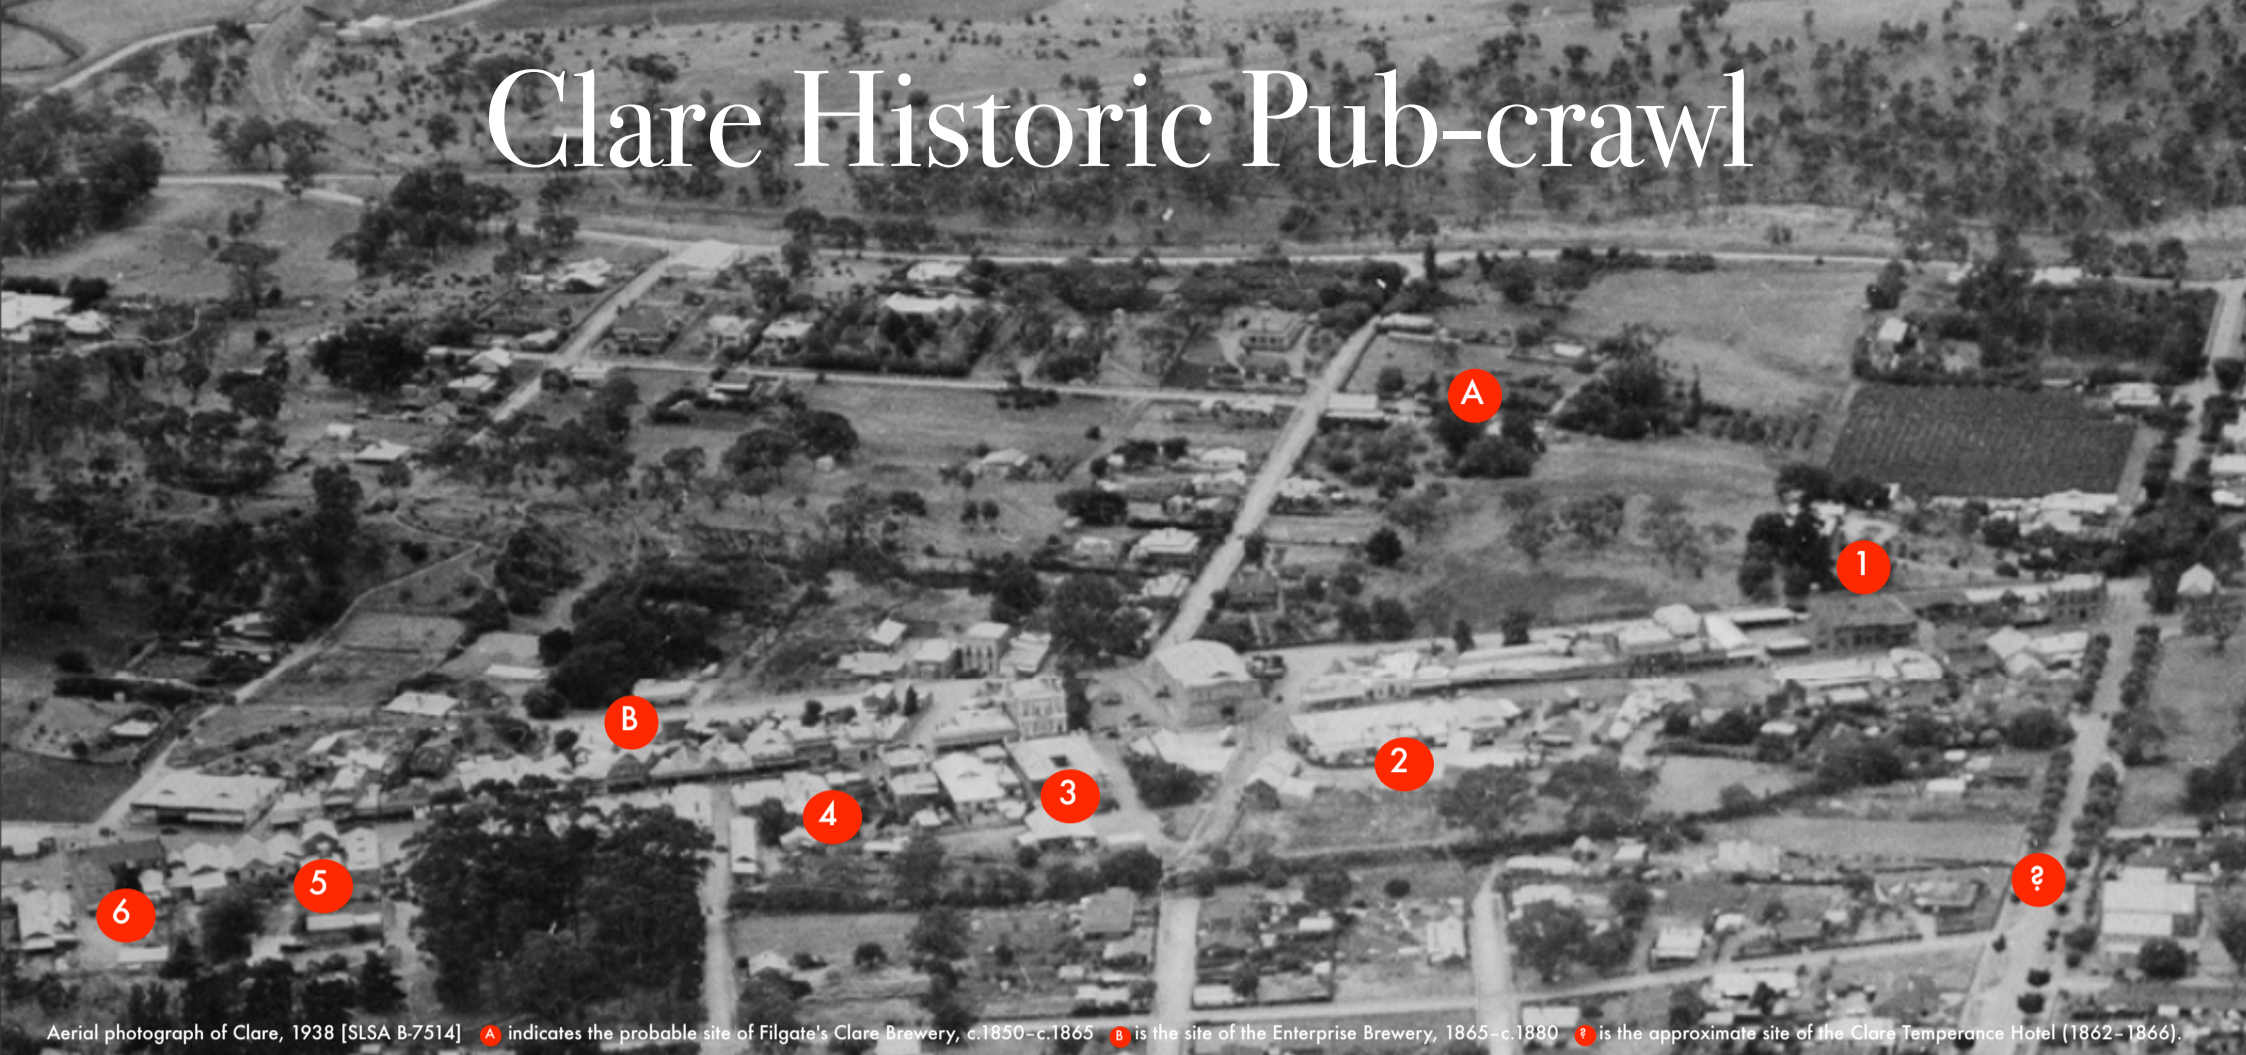 Clare Historic Pub-crawl
A
1
B
2
3
4
5
6
?
Aerial photograph of Clare, 1938 [SLSA B-7514] A indicates the probable site of Filgate's Clare Brewery, c.1850–c.1865 B is the site of the Enterprise Brewery, 1865–c.1880 ? is the approximate site of the Clare Temperance Hotel (1862–1866).